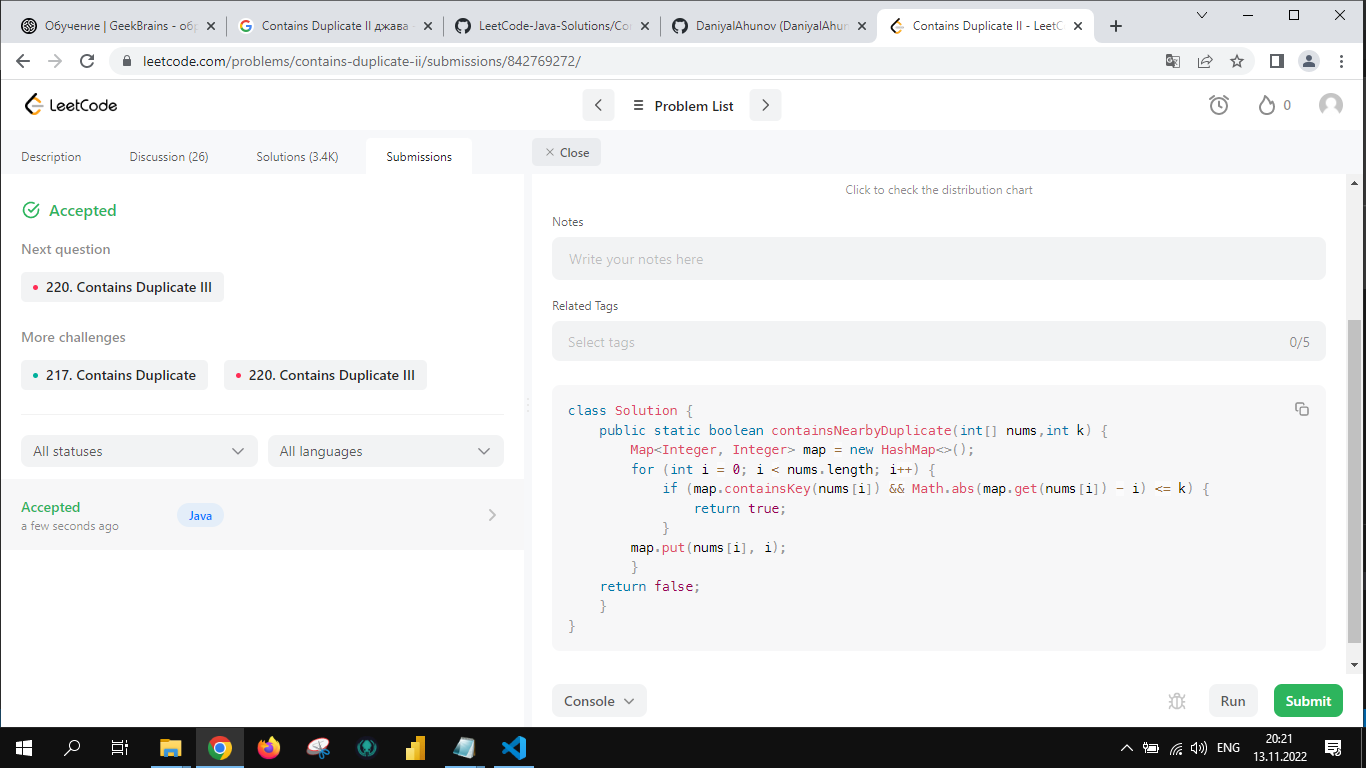 Обучение | GeekBrains - обр
Contains Duplicate II джава -
LeetCode-Java-Solutions/Co
DaniyalAhunov (DaniyalAhun
Contains Duplicate II - LeetCo
leetcode.com/problems/contains-duplicate-ii/submissions/842769272/
LeetCode
Problem List
0
Description
Discussion (26)
Solutions (3.4K)
Submissions
Close
Accepted
Next question
220. Contains Duplicate III
More challenges
217. Contains Duplicate
220. Contains Duplicate III
All statuses
All languages
Accepted
a few seconds ago
Java
Click to check the distribution chart
Notes
Write your notes here
Related Tags
Select tags
0/5
class Solution {
public static boolean containsNearbyDuplicate(int[] nums,int k) {
Map<Integer, Integer> map = new HashMap<>();
for (int i = 0; i < nums.length; i++) {
if (map.containsKey(nums[i]) && Math.abs(map.get(nums[i]) - i) <= k) {
return true;
}
map.put(nums[i], i);
}
return false;
}
}
Console
Run
Submit
ENG
20:21
13.11.2022